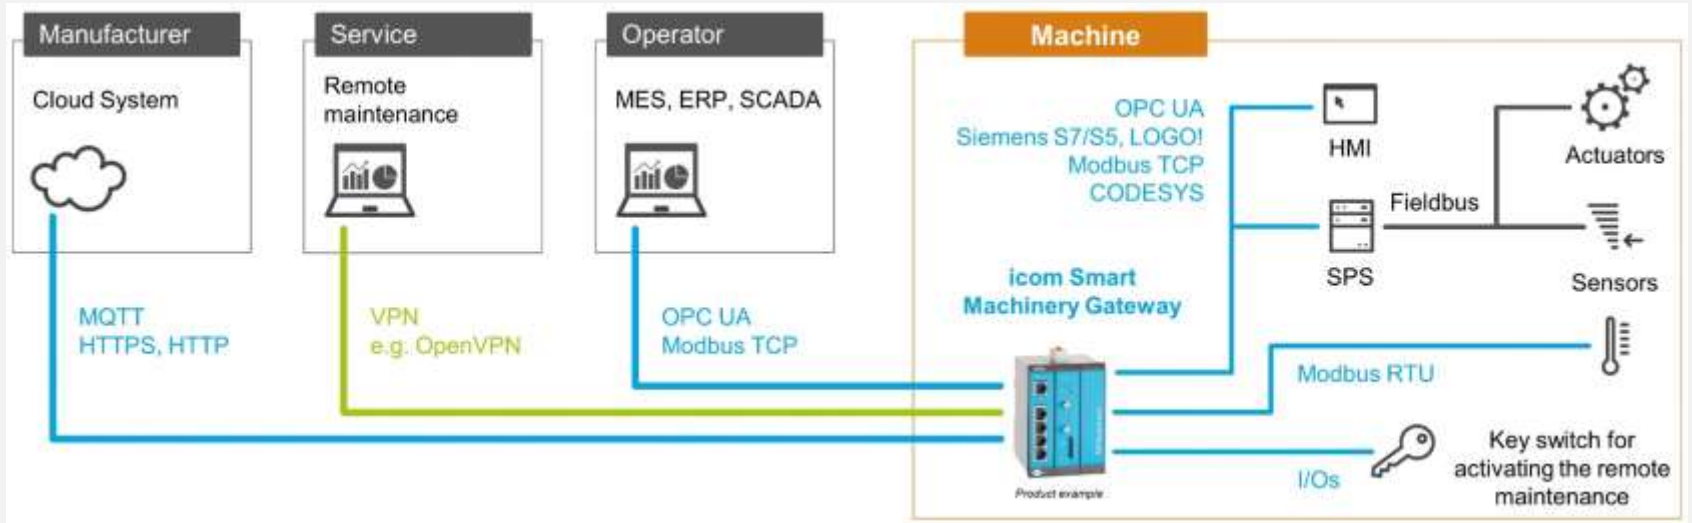 Manufacturer
Cloud System
MQTT
HTTPS, HTTP
Service
Remote
maintenance
VPN
e.g. OpenVPN
Operator
MES, ERP, SCADA
OPC UA
Modbus TCP
Machine
OPC UA
Siemens S7/S5, LOGO!
Modbus TCP
CODESYS
HMI
SPS
Fieldbus
Actuators
Sensors
icom Smart
Machinery Gateway
Product example
Modbus RTU
I/Os
Key switch for
activating the remote
maintenance